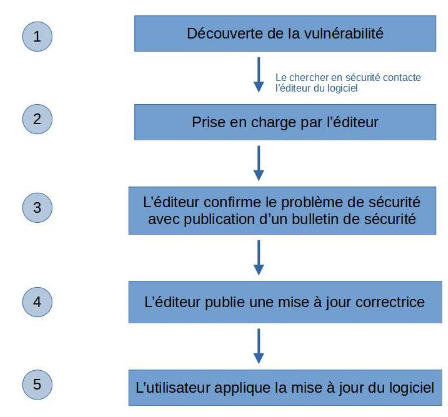 1
Découverte de la vulnérabilité
Le chercher en sécurité contacte
l'éditeur du logiciel
2
Prise en charge par l'éditeur
3
L'éditeur confirme le problème de sécurité
avec publication d'un bulletin de sécurité
4
L'éditeur publie une mise à jour correctrice
5
L'utilisateur applique la mise à jour du logiciel